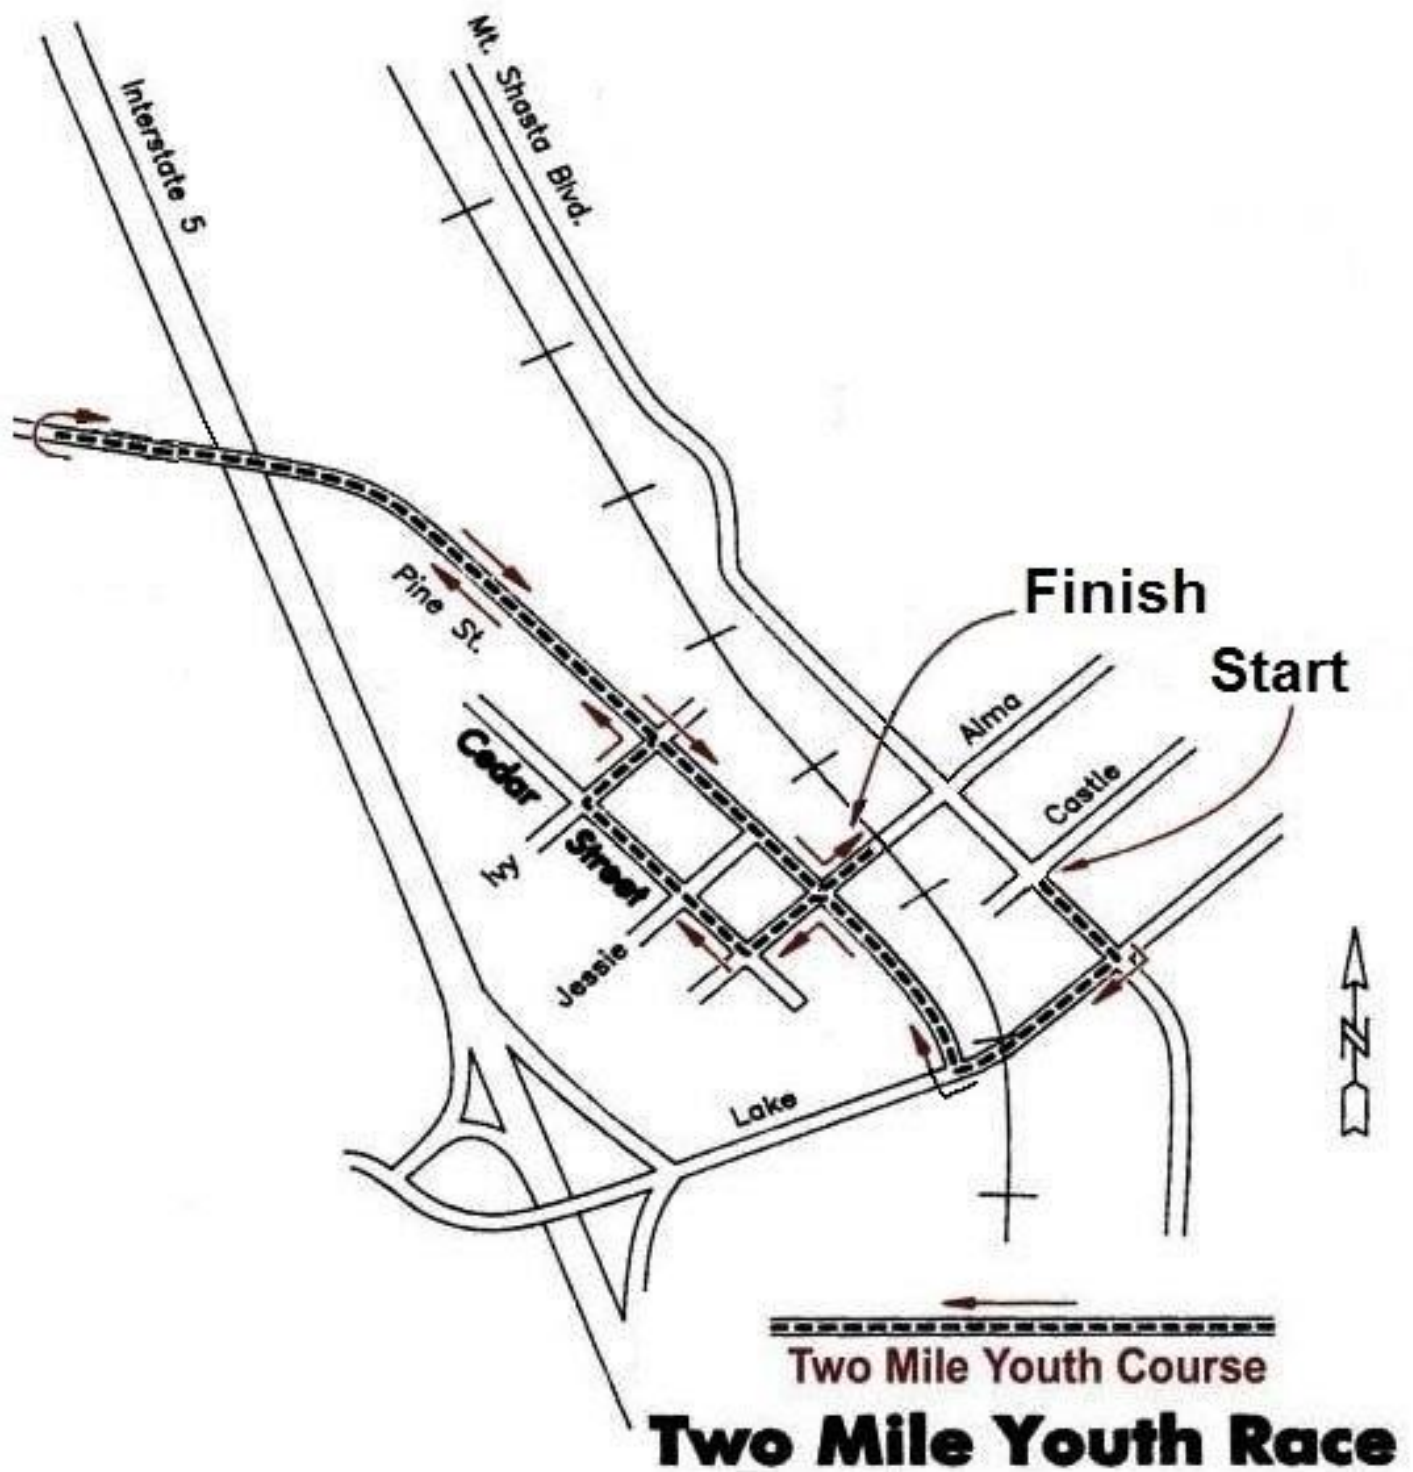 Mt. Shasta Blvd.
Interstate 5
Pine St.
Finish
Start
Alma
Castle
Cedar
Street
Ivy
Jessie
Lake
N
Two Mile Youth Course
Two Mile Youth Race